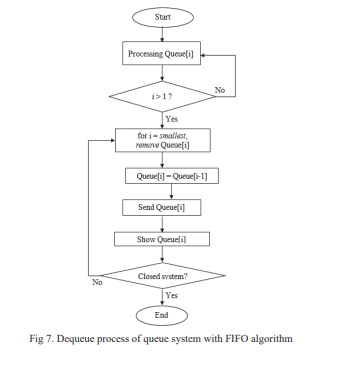 Start
Processing Queue[i]
i > 1 ?
No
Yes
for i = smallest,
remove Queue[i]
Queue[i] = Queue[i-1]
Send Queue[i]
Show Queue[i]
Closed system?
No
Yes
End
Fig 7. Dequeue process of queue system with FIFO algorithm